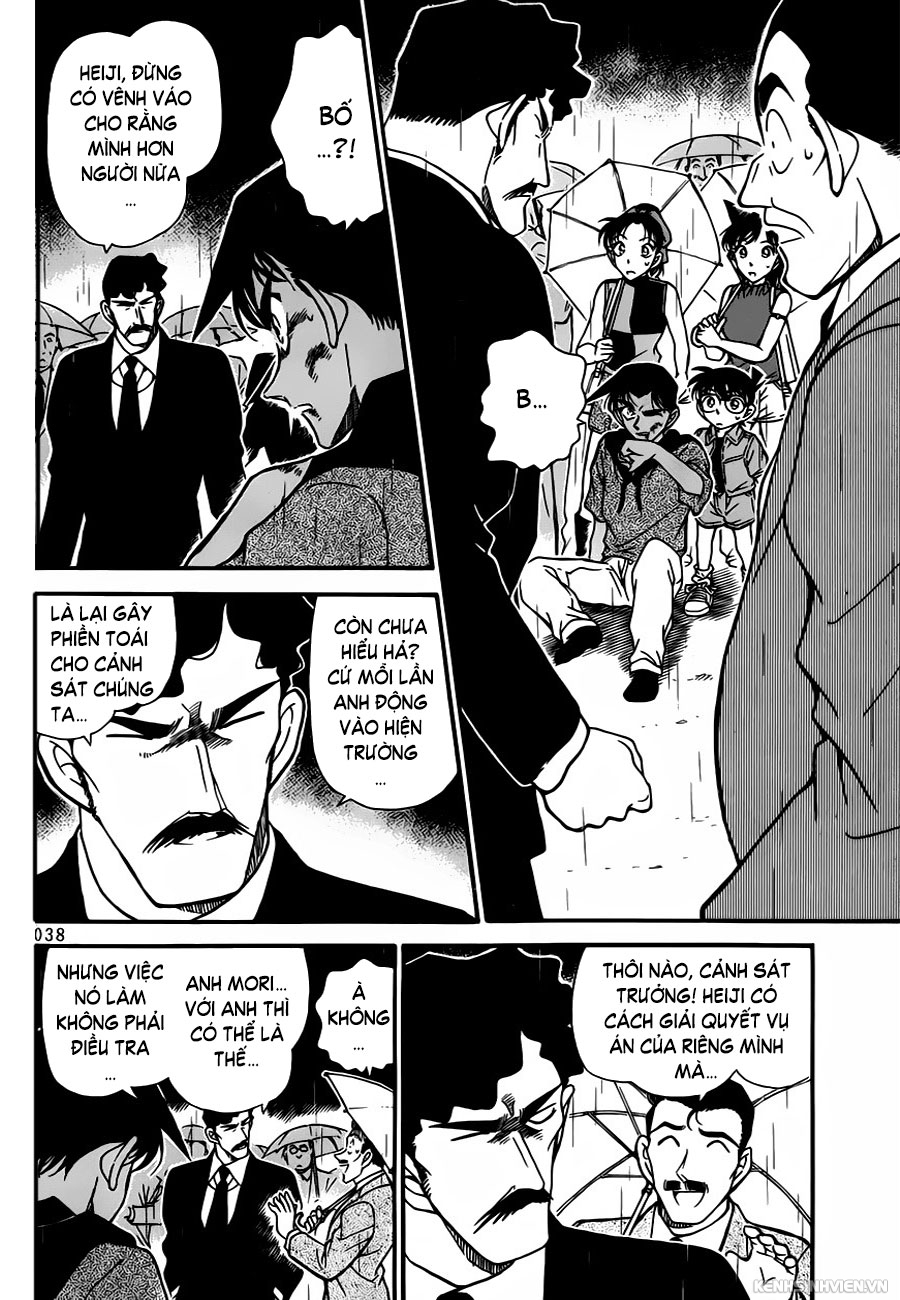 B...
BỐ
...?!
HEIJI, ĐỪNG
CÓ VÊNH VÁO
CHO RẰNG
MÌNH HƠN
NGƯỜI NỮA
...
CÒN CHƯA
HIỂU HẢ?
CỨ MỒI LẦN
ANH ĐỘNG
VÀO HIỆN
TRƯỜNG
...
LÀ LẠI GÂY
PHIỀN TOÁI
CHO CẢNH
SÁT CHÚNG
TA...
038
THÔI NÀO, CẢNH SÁT
TRƯỞNG! HEIJI CÓ
CÁCH GIẢI QUYẾT VỤ
ÁN CỦA RIÊNG MÌNH
MÀ...
À
KHÔNG
...
ANH MORI...
VỚI ANH THÌ
CÓ THỂ LÀ
THẾ...
NHƯNG VIỆC
NÓ LÀM
KHÔNG PHẢI
ĐIỀU TRA
...
KENHSINHVIEN.VN